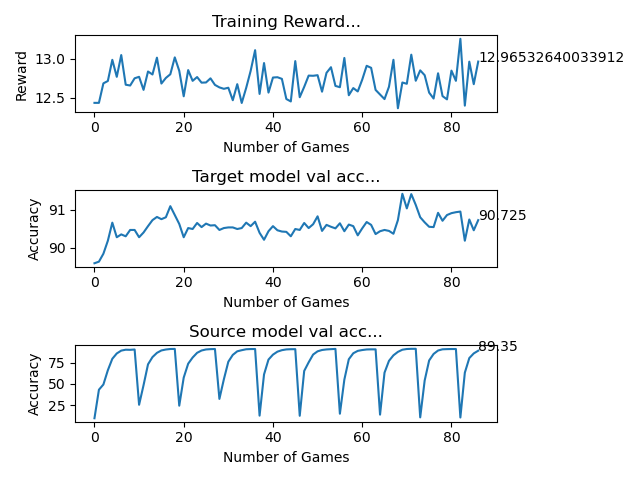 Training Reward...
Reward
13.0
12.5
12.96532640033912
0 20 40 60 80
Number of Games
Target model val acc...
Accuracy
91
90
90.725
0 20 40 60 80
Number of Games
Source model val acc...
Accuracy
75
50
25
89.35
0 20 40 60 80
Number of Games